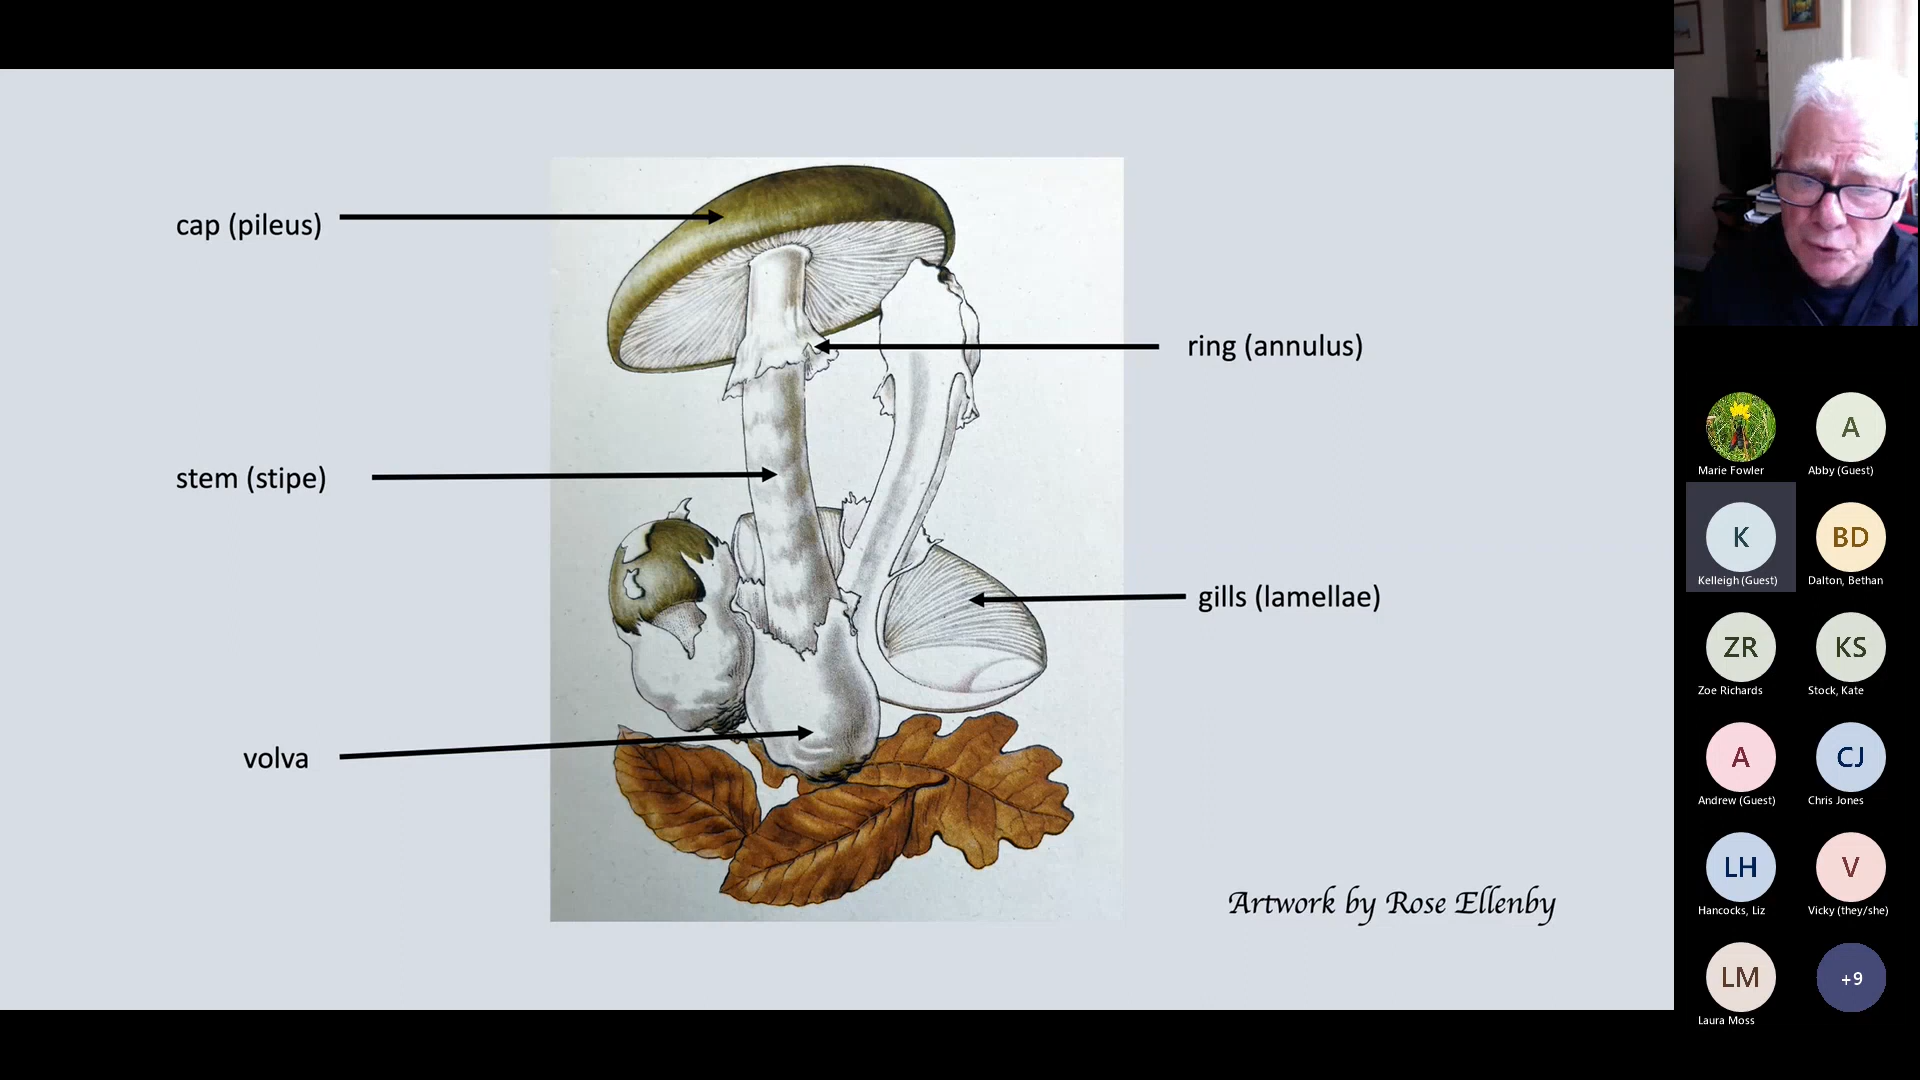 cap (pileus)
ring (annulus)
stem (stipe)
gills (lamellae)
volva
Artwork by Rose Ellenby
A
Marie Fowler
Abby (Guest)
K
BD
Kelleigh (Guest)
Dalton, Bethan
ZR
KS
Zoe Richards
Stock, Kate
A
CJ
Andrew (Guest)
Chris Jones
LH
V
Hancocks, Liz
Vicky (they/she)
LM
+9
Laura Moss